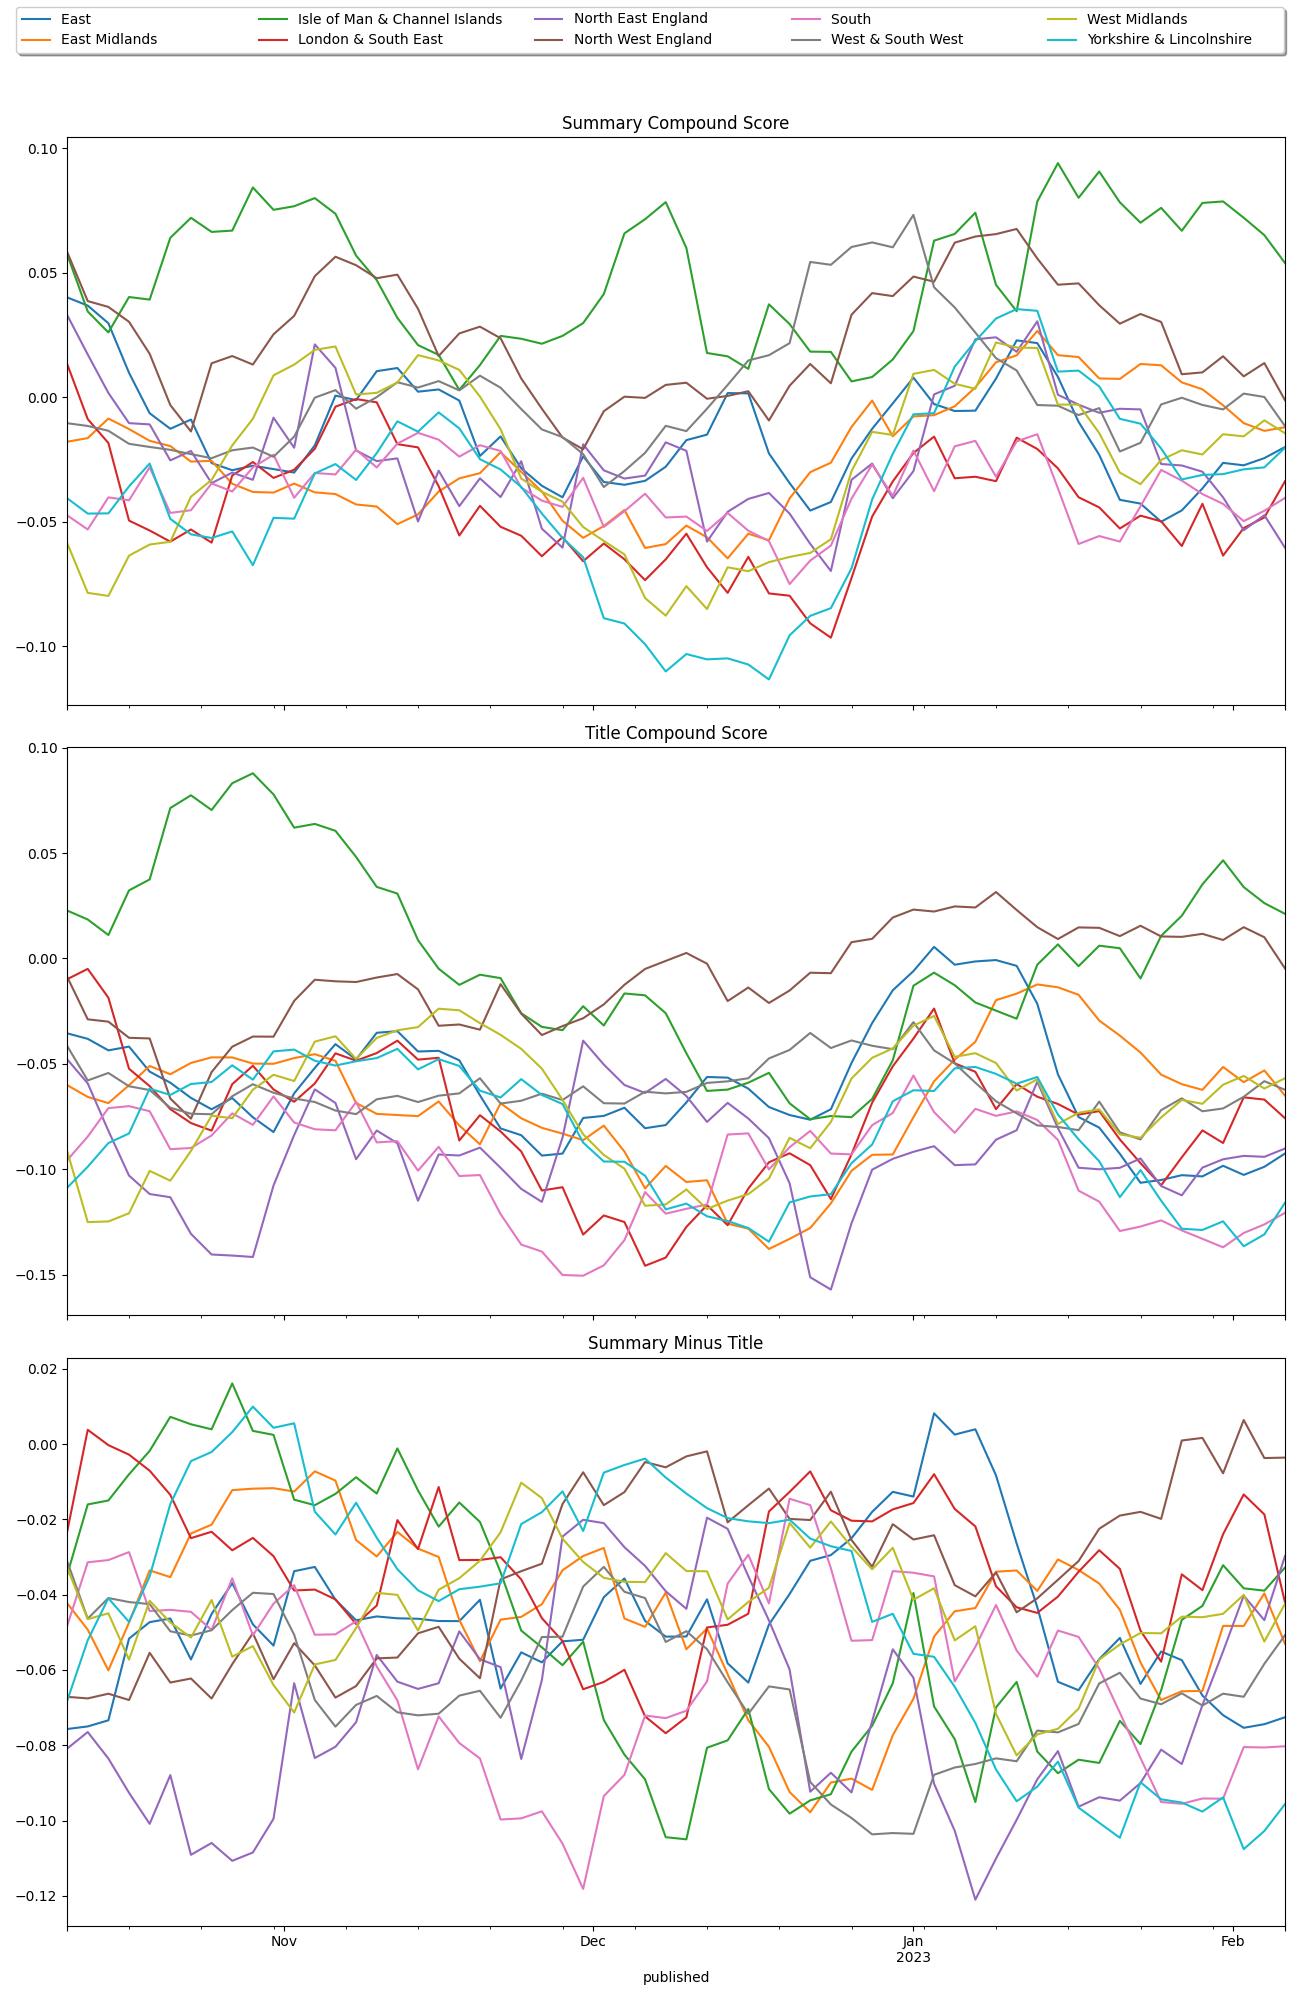 East
Isle of Man & Channel Islands
North East England
South
West Midlands
East Midlands
London & South East
North West England
West & South West
Yorkshire & Lincolnshire
Summary Compound Score
0.10
0.05
0.00
−0.05
−0.10
Title Compound Score
0.10
0.05
0.00
−0.05
−0.10
−0.15
Summary Minus Title
0.02
0.00
−0.02
−0.04
−0.06
−0.08
−0.10
−0.12
Nov
Dec
Jan
2023
Feb
published